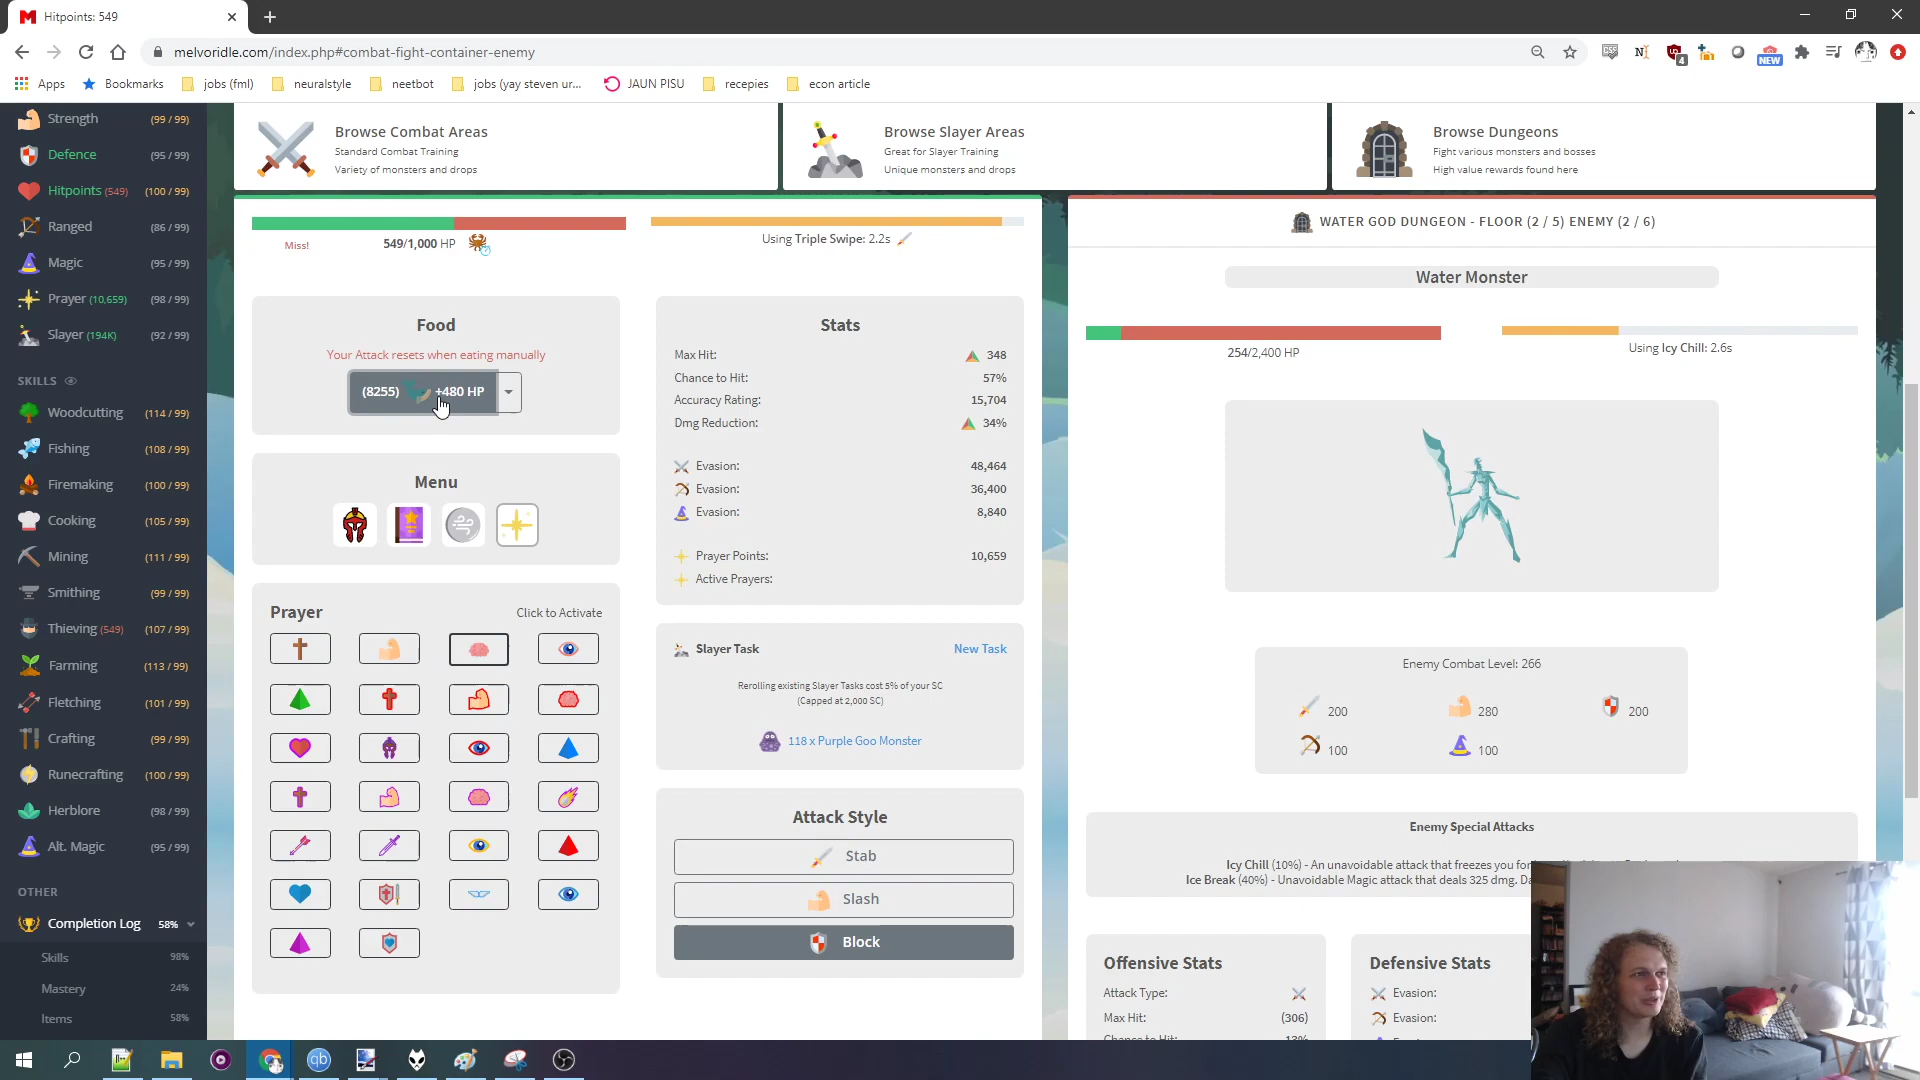 Hitpoints: 549
melvoridle.com/index.php#combat-fight-container-enemy
4
NEW
Apps
Bookmarks
jobs (fml)
neuralstyle
neetbot
jobs (yay steven ur...
JAUN PISU
recepies
econ article
Strength (99 / 99)
Defence (95 / 99)
Hitpoints (549) (100 / 99)
Ranged (86 / 99)
Magic (95 / 99)
Prayer (10,659) (98 / 99)
Slayer (194K) (92 / 99)
SKILLS
Woodcutting (114 / 99)
Fishing (108 / 99)
Firemaking (100 / 99)
Cooking (105 / 99)
Mining (111 / 99)
Smithing (99 / 99)
Thieving (549) (107 / 99)
Farming (113 / 99)
Fletching (101 / 99)
Crafting (99 / 99)
Runecrafting (100 / 99)
Herblore (98 / 99)
Alt. Magic (95 / 99)
OTHER
Completion Log 58%
Skills 98%
Mastery 24%
Items 58%
Browse Combat Areas
Standard Combat Training
Variety of monsters and drops
Browse Slayer Areas
Great for Slayer Training
Unique monsters and drops
Browse Dungeons
Fight various monsters and bosses
High value rewards found here
Miss!
549/1,000 HP
Using Triple Swipe: 2.2s
Food
Your Attack resets when eating manually
(8255) +480 HP
Menu
Prayer
Click to Activate
Stats
Max Hit: 348
Chance to Hit: 57%
Accuracy Rating: 15,704
Dmg Reduction: 34%
Evasion: 48,464
Evasion: 36,400
Evasion: 8,840
Prayer Points: 10,659
Active Prayers:
Slayer Task
New Task
Rerolling existing Slayer Tasks cost 5% of your SC
(Capped at 2,000 SC)
118 x Purple Goo Monster
Attack Style
Stab
Slash
Block
WATER GOD DUNGEON - FLOOR (2 / 5) ENEMY (2 / 6)
Water Monster
254/2,400 HP
Using Icy Chill: 2.6s
Enemy Combat Level: 266
200 280 200
100 100
Enemy Special Attacks
Icy Chill (10%) - An unavoidable attack that freezes you for
Ice Break (40%) - Unavoidable Magic attack that deals 325 dmg.
Offensive Stats
Attack Type:
Max Hit: (306)
Chance to Hit: 13%
Defensive Stats
Evasion:
Evasion:
qb